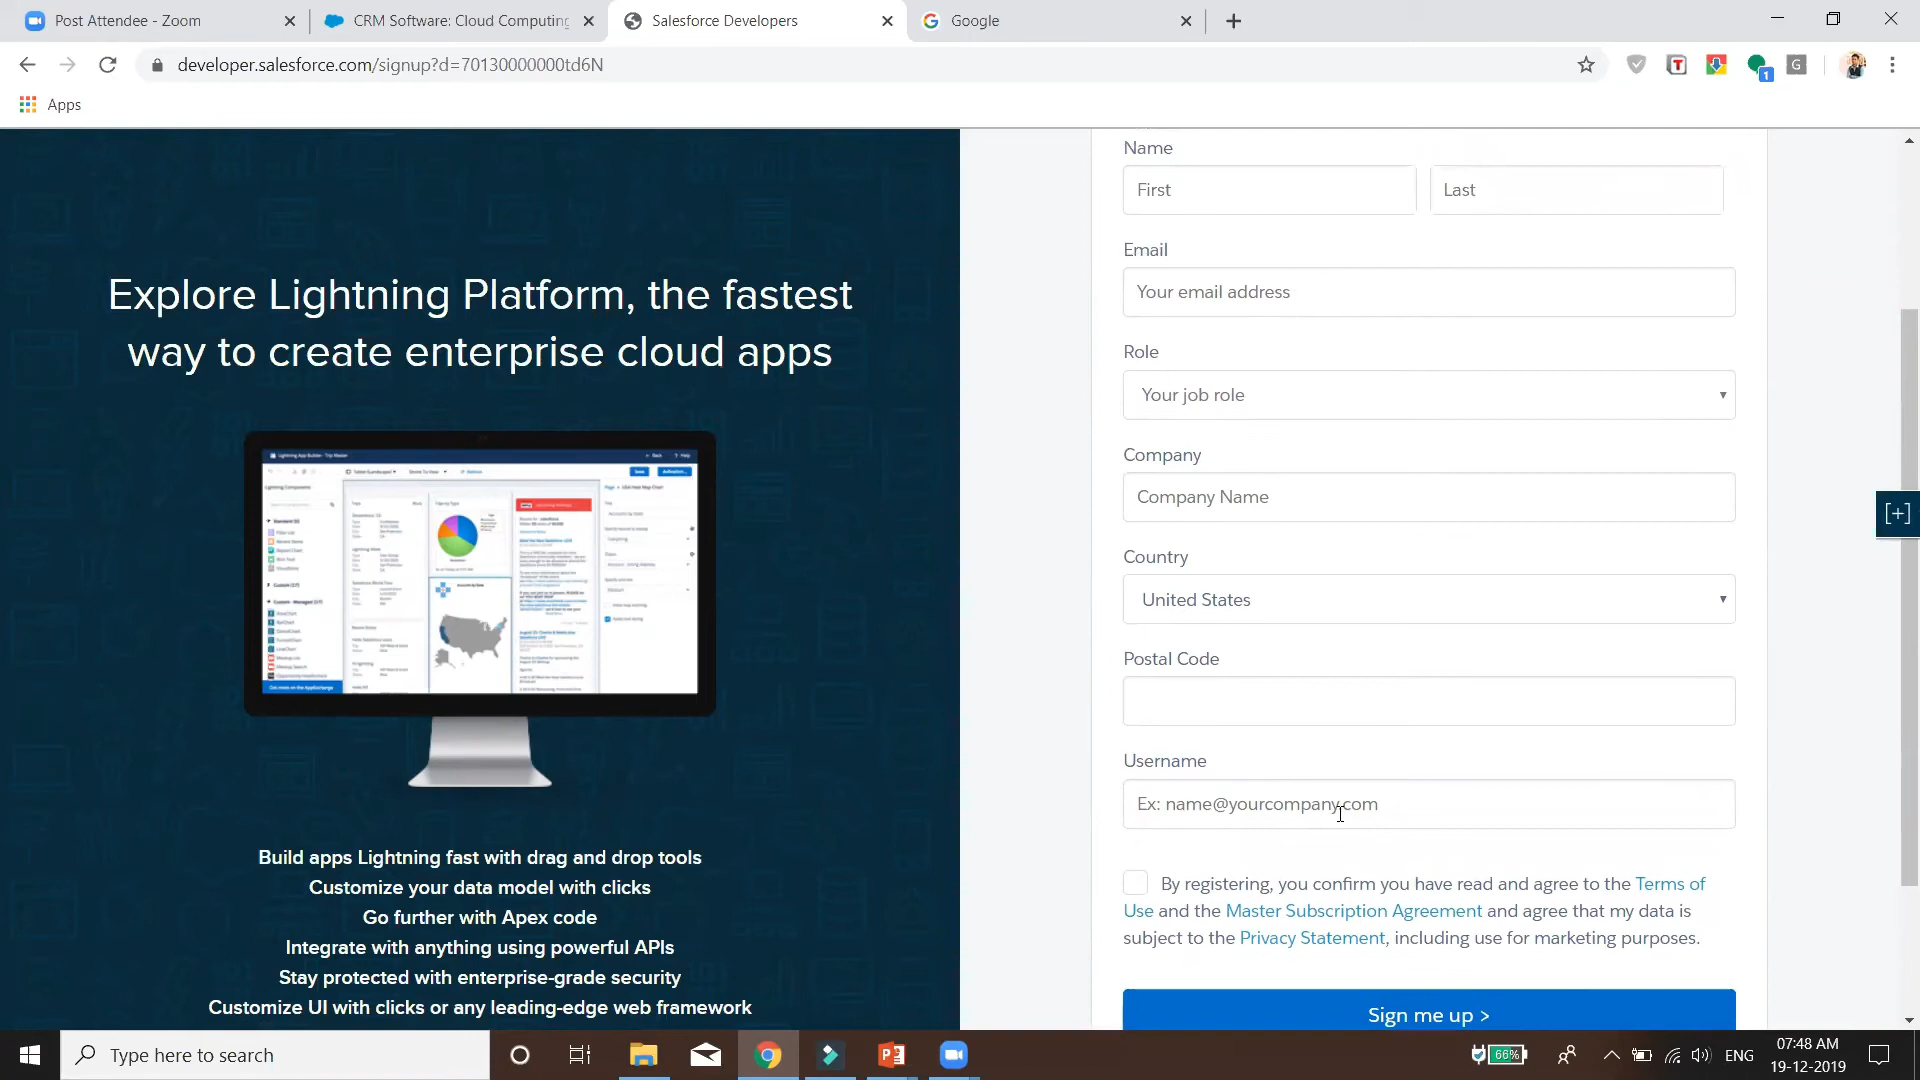 Post Attendee - Zoom
CRM Software: Cloud Computing
Salesforce Developers
Google
developer.salesforce.com/signup?d=70130000000td6N
T
1
G
Apps
Explore Lightning Platform, the fastest
way to create enterprise cloud apps
Build apps Lightning fast with drag and drop tools
Customize your data model with clicks
Go further with Apex code
Integrate with anything using powerful APIs
Stay protected with enterprise-grade security
Customize UI with clicks or any leading-edge web framework
Name
First
Last
Email
Your email address
Role
Your job role
Company
Company Name
Country
United States
Postal Code
Username
Ex: name@yourcompany.com
By registering, you confirm you have read and agree to the Terms of
Use and the Master Subscription Agreement and agree that my data is
subject to the Privacy Statement, including use for marketing purposes.
Sign me up >
[+]
Type here to search
66%
ENG
07:48 AM
19-12-2019